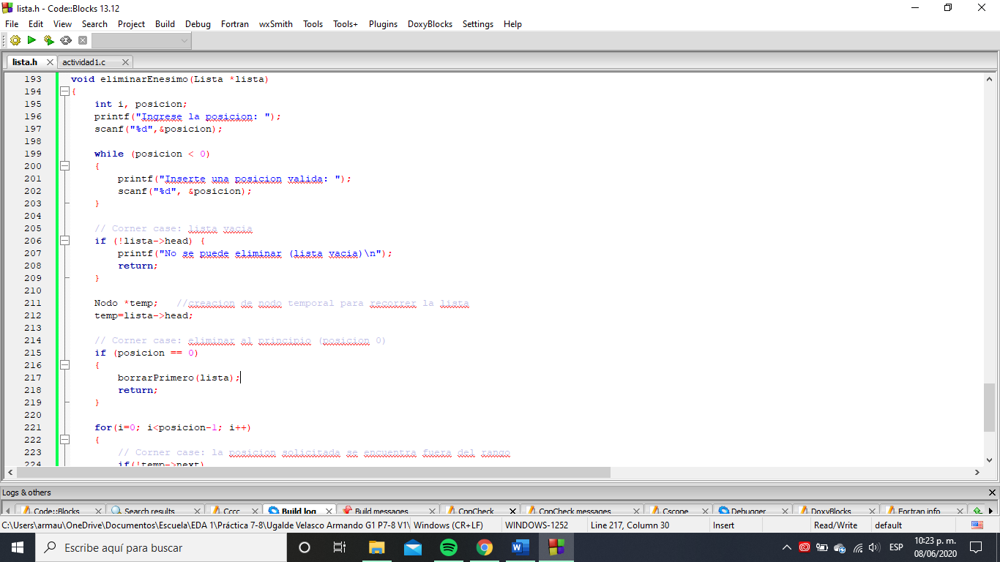 lista.h - Code::Blocks 13.12
File Edit View Search Project Build Debug Fortran wxSmith Tools Tools+ Plugins DoxyBlocks Settings Help
lista.h actividad1.c
193 void eliminarEnesimo(Lista *lista)
194 {
195 int i, posicion;
196 printf("Ingrese la posicion: ");
197 scanf("%d",&posicion);
198
199 while (posicion < 0)
200 {
201 printf("Inserte una posicion valida: ");
202 scanf("%d", &posicion);
203 }
204
205 // Corner case: lista vacia
206 if (!lista->head) {
207 printf("No se puede eliminar (lista vacia)\n");
208 return;
209 }
210
211 Nodo *temp; //creacion de nodo temporal para recorrer la lista
212 temp=lista->head;
213
214 // Corner case: eliminar al principio (posicion 0)
215 if (posicion == 0)
216 {
217 borrarPrimero(lista);
218 return;
219 }
220
221 for(i=0; i<posicion-1; i++)
222 {
223 // Corner case: la posicion solicitada se encuentra fuera del rango
224 if(!temp->next)
Logs & others
Code::Blocks Search results Cccc Build log Build messages CppCheck CppCheck messages Cscope Debugger DoxyBlocks Fortran info
C:\Users\armau\OneDrive\Documentos\Escuela\EDA 1\Práctica 7-8\Ugalde Velasco Armando G1 P7-8 V1\ Windows (CR+LF) WINDOWS-1252 Line 217, Column 30 Insert Read/Write default
Escribe aquí para buscar
ESP
10:23 p. m.
08/06/2020